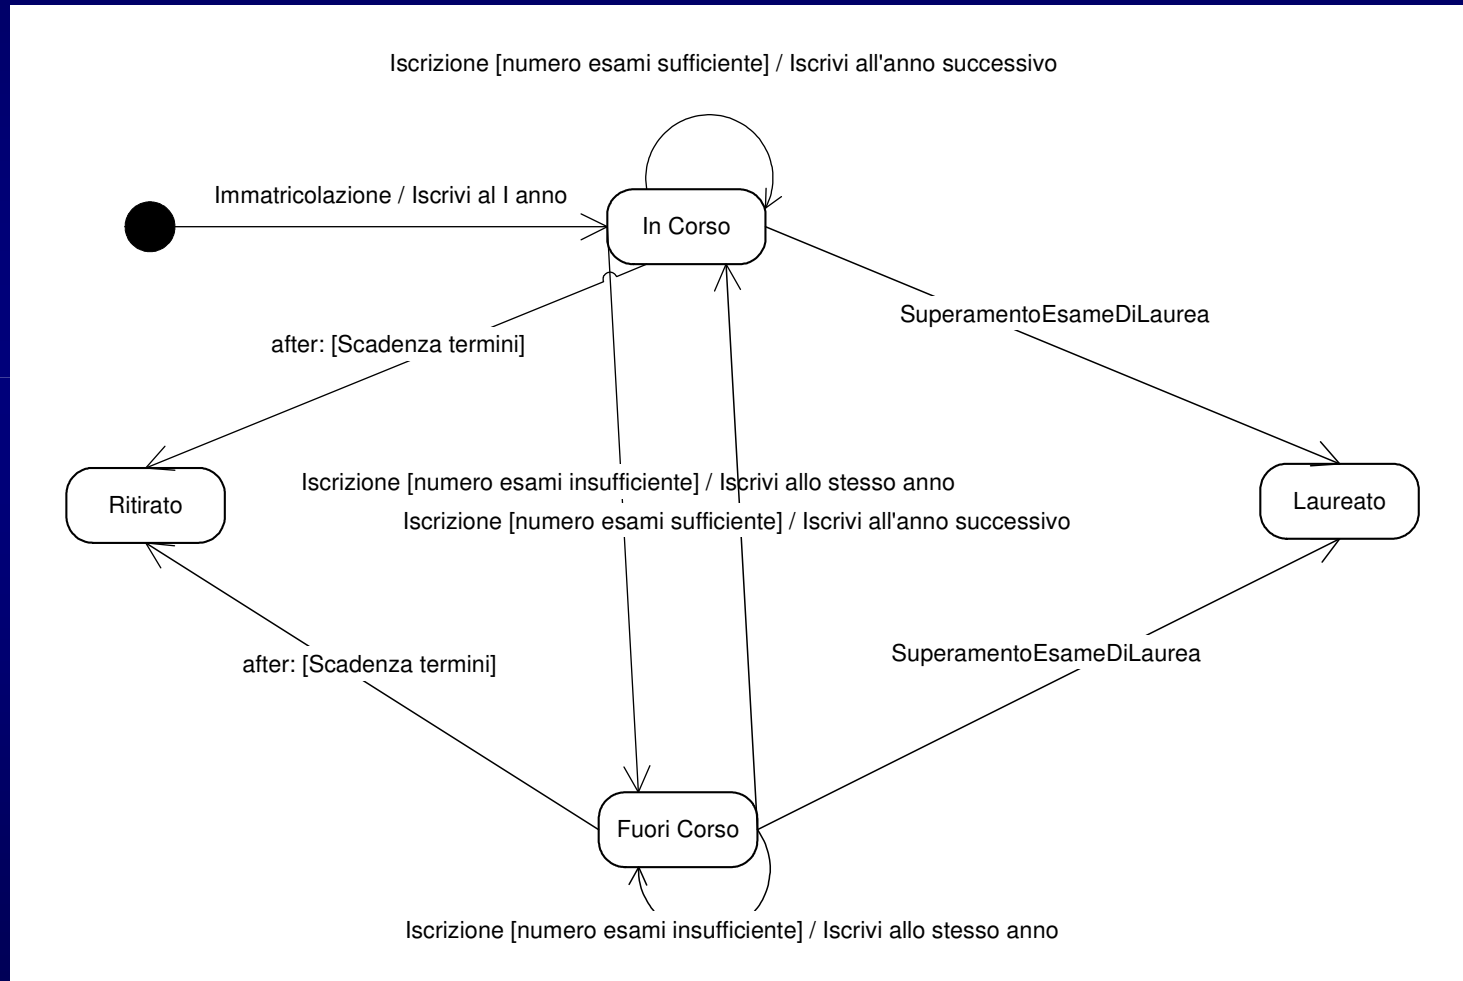 Iscrizione [numero esami sufficiente] / Iscrivi all'anno successivo
Immatricolazione / Iscrivi al I anno
In Corso
SuperamentoEsameDiLaurea
after: [Scadenza termini]
Iscrizione [numero esami insufficiente] / Iscrivi allo stesso anno
Ritirato
Laureato
Iscrizione [numero esami sufficiente] / Iscrivi all'anno successivo
SuperamentoEsameDiLaurea
after: [Scadenza termini]
Fuori Corso
Iscrizione [numero esami insufficiente] / Iscrivi allo stesso anno